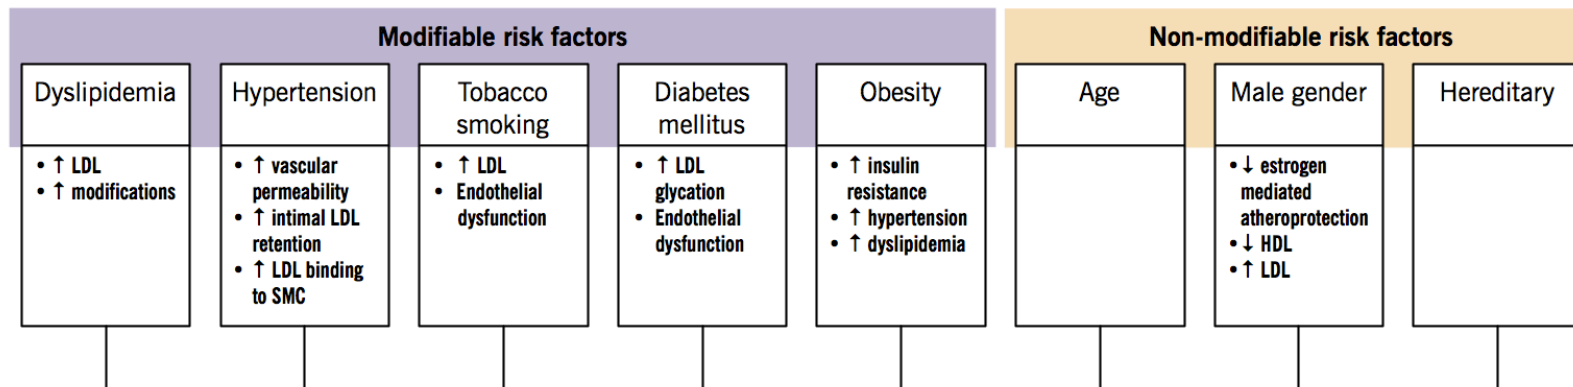 Modifiable risk factors
Non-modifiable risk factors
Dyslipidemia
• ↑ LDL
• ↑ modifications
Hypertension
• ↑ vascular
permeability
• ↑ intimal LDL
retention
• ↑ LDL binding
to SMC
Tobacco
smoking
• ↑ LDL
• Endothelial
dysfunction
Diabetes
mellitus
• ↑ LDL
glycation
• Endothelial
dysfunction
Obesity
• ↑ insulin
resistance
• ↑ hypertension
• ↑ dyslipidemia
Age
Male gender
• ↓ estrogen
mediated
atheroprotection
• ↓ HDL
• ↑ LDL
Hereditary